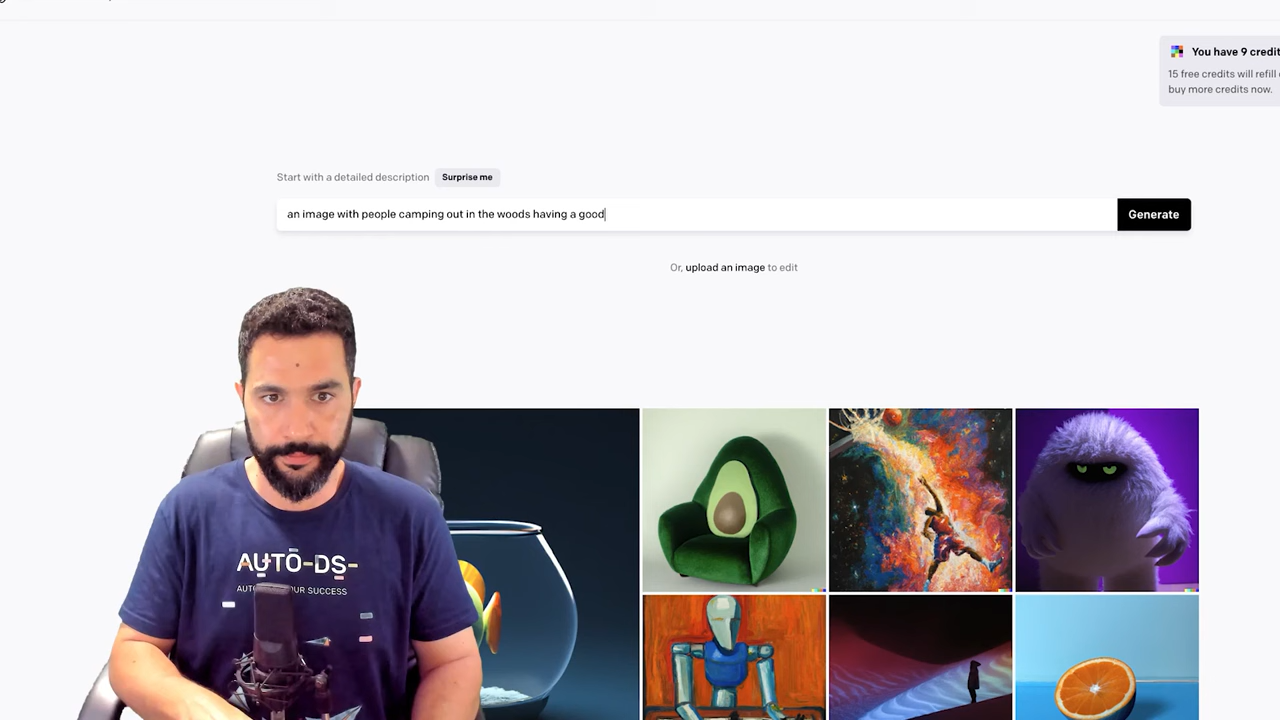 You have 9 credit
15 free credits will refill
buy more credits now.
Start with a detailed description Surprise me
an image with people camping out in the woods having a good
Generate
Or, upload an image to edit
AUTO-DS-
SUCCESS